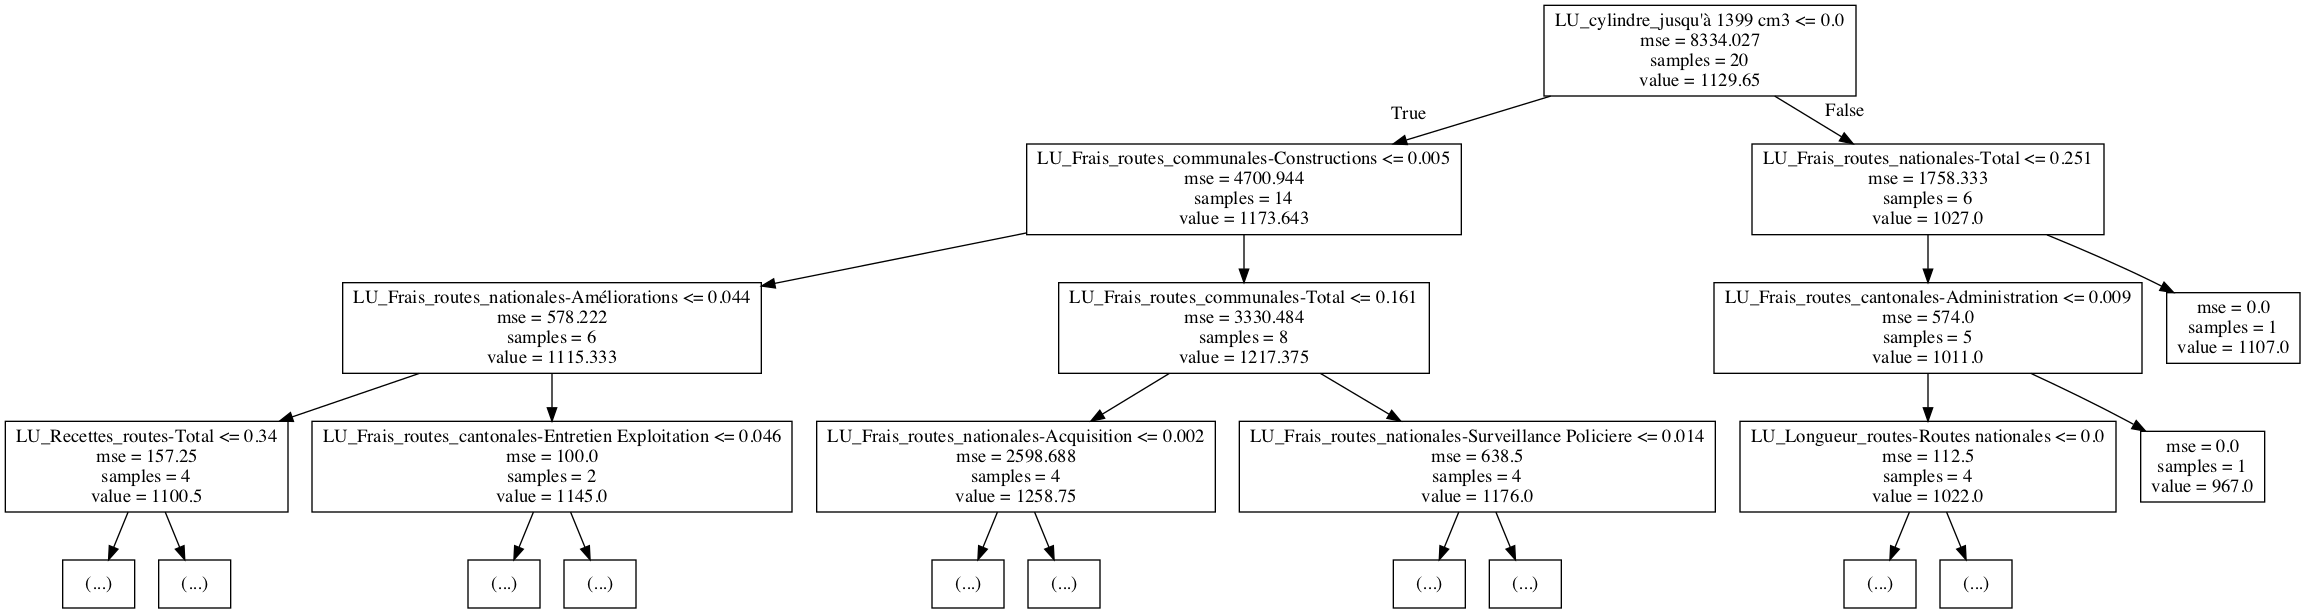 LU_cylindre_jusqu'à 1399 cm3 <= 0.0
mse = 8334.027
samples = 20
value = 1129.65
True
False
LU_Frais_routes_communales-Constructions <= 0.005
mse = 4700.944
samples = 14
value = 1173.643
LU_Frais_routes_nationales-Total <= 0.251
mse = 1758.333
samples = 6
value = 1027.0
LU_Frais_routes_nationales-Améliorations <= 0.044
mse = 578.222
samples = 6
value = 1115.333
LU_Frais_routes_communales-Total <= 0.161
mse = 3330.484
samples = 8
value = 1217.375
LU_Frais_routes_cantonales-Administration <= 0.009
mse = 574.0
samples = 5
value = 1011.0
mse = 0.0
samples = 1
value = 1107.0
LU_Recettes_routes-Total <= 0.34
mse = 157.25
samples = 4
value = 1100.5
LU_Frais_routes_cantonales-Entretien Exploitation <= 0.046
mse = 100.0
samples = 2
value = 1145.0
LU_Frais_routes_nationales-Acquisition <= 0.002
mse = 2598.688
samples = 4
value = 1258.75
LU_Frais_routes_nationales-Surveillance Policiere <= 0.014
mse = 638.5
samples = 4
value = 1176.0
LU_Longueur_routes-Routes nationales <= 0.0
mse = 112.5
samples = 4
value = 1022.0
mse = 0.0
samples = 1
value = 967.0
(...)
(...)
(...)
(...)
(...)
(...)
(...)
(...)
(...)
(...)